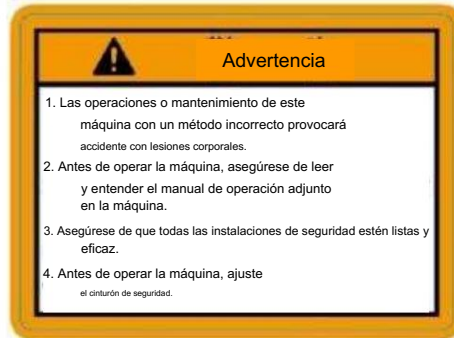 Advertencia
1. Las operaciones o mantenimiento de este
máquina con un método incorrecto provocará
accidente con lesiones corporales.
2. Antes de operar la máquina, asegúrese de leer
y entender el manual de operación adjunto
en la máquina.
3. Asegúrese de que todas las instalaciones de seguridad estén listas y
eficaz.
4. Antes de operar la máquina, ajuste
el cinturón de seguridad.